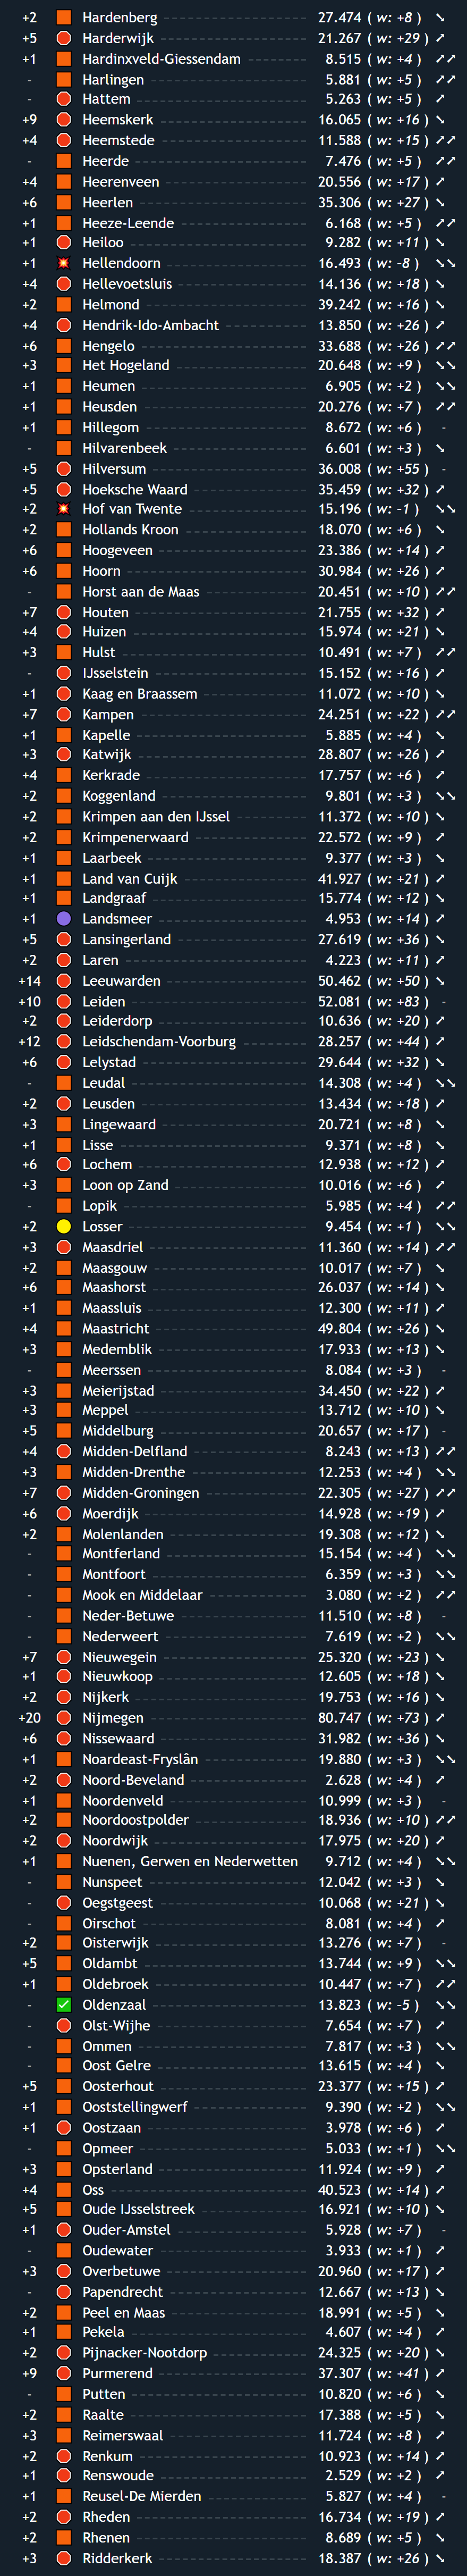 +2 Hardenberg 27.474 ( w: +8 ) ↘
+5 Harderwijk 21.267 ( w: +29 ) ↗
+1 Hardinxveld-Giessendam 8.515 ( w: +4 ) ↗↗
- Harlingen 5.881 ( w: +5 ) ↗↗
- Hattem 5.263 ( w: +5 ) ↗
+9 Heemskerk 16.065 ( w: +16 ) ↘
+4 Heemstede 11.588 ( w: +15 ) ↗↗
- Heerde 7.476 ( w: +5 ) ↗↗
+4 Heerenveen 20.556 ( w: +17 ) ↗
+6 Heerlen 35.306 ( w: +27 ) ↘
+1 Heeze-Leende 6.168 ( w: +5 ) ↗↗
+1 Heiloo 9.282 ( w: +11 ) ↘
+1 Hellendoorn 16.493 ( w: -8 ) ↘↘
+4 Hellevoetsluis 14.136 ( w: +18 ) ↘
+2 Helmond 39.242 ( w: +16 ) ↘
+4 Hendrik-Ido-Ambacht 13.850 ( w: +26 ) ↗
+6 Hengelo 33.688 ( w: +26 ) ↗↗
+3 Het Hogeland 20.648 ( w: +9 ) ↘↘
+1 Heumen 6.905 ( w: +2 ) ↘↘
+1 Heusden 20.276 ( w: +7 ) ↗↗
+1 Hillegom 8.672 ( w: +6 ) -
- Hilvarenbeek 6.601 ( w: +3 ) ↘
+5 Hilversum 36.008 ( w: +55 ) -
+5 Hoeksche Waard 35.459 ( w: +32 ) ↗
+2 Hof van Twente 15.196 ( w: -1 ) ↘↘
+2 Hollands Kroon 18.070 ( w: +6 ) ↘
+6 Hoogeveen 23.386 ( w: +14 ) ↗
+6 Hoorn 30.984 ( w: +26 ) ↗
- Horst aan de Maas 20.451 ( w: +10 ) ↗↗
+7 Houten 21.755 ( w: +32 ) ↗
+4 Huizen 15.974 ( w: +21 ) ↘
+3 Hulst 10.491 ( w: +7 ) ↗↗
- IJsselstein 15.152 ( w: +16 ) ↗
+1 Kaag en Braassem 11.072 ( w: +10 ) ↘
+7 Kampen 24.251 ( w: +22 ) ↗↗
+1 Kapelle 5.885 ( w: +4 ) ↘
+3 Katwijk 28.807 ( w: +26 ) ↗
+4 Kerkrade 17.757 ( w: +6 ) ↗
+2 Koggenland 9.801 ( w: +3 ) ↘↘
+2 Krimpen aan den IJssel 11.372 ( w: +10 ) ↘
+2 Krimpenerwaard 22.572 ( w: +9 ) ↗
+1 Laarbeek 9.377 ( w: +3 ) ↘
+1 Land van Cuijk 41.927 ( w: +21 ) ↗
+1 Landgraaf 15.774 ( w: +12 ) ↘
+1 Landsmeer 4.953 ( w: +14 ) ↗
+5 Lansingerland 27.619 ( w: +36 ) ↘
+2 Laren 4.223 ( w: +11 ) ↗
+14 Leeuwarden 50.462 ( w: +50 ) ↘
+10 Leiden 52.081 ( w: +83 ) -
+2 Leiderdorp 10.636 ( w: +20 ) ↗
+12 Leidschendam-Voorburg 28.257 ( w: +44 ) ↗
+6 Lelystad 29.644 ( w: +32 ) ↘
- Leudal 14.308 ( w: +4 ) ↘↘
+2 Leusden 13.434 ( w: +18 ) ↗
+3 Lingewaard 20.721 ( w: +8 ) ↘
+1 Lisse 9.371 ( w: +8 ) ↘
+6 Lochem 12.938 ( w: +12 ) ↗
+3 Loon op Zand 10.016 ( w: +6 ) ↗
- Lopik 5.985 ( w: +4 ) ↗↗
+2 Losser 9.454 ( w: +1 ) ↘↘
+3 Maasdriel 11.360 ( w: +14 ) ↗↗
+2 Maasgouw 10.017 ( w: +7 ) ↘
+6 Maashorst 26.037 ( w: +14 ) ↘
+1 Maassluis 12.300 ( w: +11 ) ↗
+4 Maastricht 49.804 ( w: +26 ) ↘
+3 Medemblik 17.933 ( w: +13 ) ↘
- Meerssen 8.084 ( w: +3 ) -
+3 Meierijstad 34.450 ( w: +22 ) ↗
+3 Meppel 13.712 ( w: +10 ) ↘
+5 Middelburg 20.657 ( w: +17 ) -
+4 Midden-Delfland 8.243 ( w: +13 ) ↗↗
+3 Midden-Drenthe 12.253 ( w: +4 ) ↘↘
+7 Midden-Groningen 22.305 ( w: +27 ) ↗↗
+6 Moerdijk 14.928 ( w: +19 ) ↗
+2 Molenlanden 19.308 ( w: +12 ) ↘
- Montferland 15.154 ( w: +4 ) ↘↘
- Montfoort 6.359 ( w: +3 ) ↘↘
- Mook en Middelaar 3.080 ( w: +2 ) ↗↗
- Neder-Betuwe 11.510 ( w: +8 ) -
- Nederweert 7.619 ( w: +2 ) ↘↘
+7 Nieuwegein 25.320 ( w: +23 ) ↘
+1 Nieuwkoop 12.605 ( w: +18 ) ↘
+2 Nijkerk 19.753 ( w: +16 ) ↘
+20 Nijmegen 80.747 ( w: +73 ) ↗
+6 Nissewaard 31.982 ( w: +36 ) ↘
+1 Noardeast-Fryslân 19.880 ( w: +3 ) ↘↘
+2 Noord-Beveland 2.628 ( w: +4 ) ↗
+1 Noordenveld 10.999 ( w: +3 ) -
+2 Noordoostpolder 18.936 ( w: +10 ) ↗↗
+2 Noordwijk 17.975 ( w: +20 ) ↗
+1 Nuenen, Gerwen en Nederwetten 9.712 ( w: +4 ) ↘↘
- Nunspeet 12.042 ( w: +3 ) ↘
- Oegstgeest 10.068 ( w: +21 ) ↘
- Oirschot 8.081 ( w: +4 ) ↗
+2 Oisterwijk 13.276 ( w: +7 ) -
+5 Oldambt 13.744 ( w: +9 ) ↘↘
+1 Oldebroek 10.447 ( w: +7 ) ↗↗
- Oldenzaal 13.823 ( w: -5 ) ↘↘
- Olst-Wijhe 7.654 ( w: +7 ) ↗
- Ommen 7.817 ( w: +3 ) ↘↘
- Oost Gelre 13.615 ( w: +4 ) ↘
+5 Oosterhout 23.377 ( w: +15 ) ↗
+1 Ooststellingwerf 9.390 ( w: +2 ) ↘↘
+1 Oostzaan 3.978 ( w: +6 ) ↗
- Opmeer 5.033 ( w: +1 ) ↘↘
+3 Opsterland 11.924 ( w: +9 ) ↗
+4 Oss 40.523 ( w: +14 ) ↗
+5 Oude IJsselstreek 16.921 ( w: +10 ) ↘
+1 Ouder-Amstel 5.928 ( w: +7 ) -
- Oudewater 3.933 ( w: +1 ) ↗
+3 Overbetuwe 20.960 ( w: +17 ) ↗
- Papendrecht 12.667 ( w: +13 ) ↘
+2 Peel en Maas 18.991 ( w: +5 ) ↘
+1 Pekela 4.607 ( w: +4 ) ↗
+2 Pijnacker-Nootdorp 24.325 ( w: +20 ) ↘
+9 Purmerend 37.307 ( w: +41 ) ↗
- Putten 10.820 ( w: +6 ) ↘
+2 Raalte 17.388 ( w: +5 ) ↘
+3 Reimerswaal 11.724 ( w: +8 ) ↗
+2 Renkum 10.923 ( w: +14 ) ↗
+1 Renswoude 2.529 ( w: +2 ) ↗
+1 Reusel-De Mierden 5.827 ( w: +4 ) -
+2 Rheden 16.734 ( w: +19 ) ↗
+2 Rhenen 8.689 ( w: +5 ) ↘
+3 Ridderkerk 18.387 ( w: +26 ) ↘